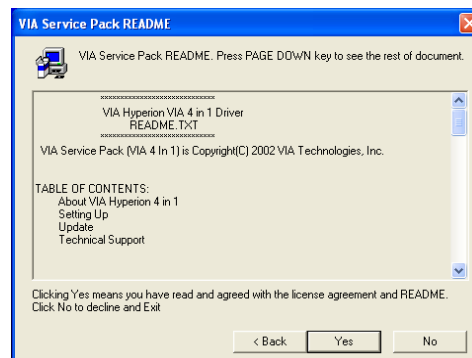 VIA Service Pack README
VIA Service Pack README. Press PAGE DOWN key to see the rest of document.
xxxxxxxxxxxxxxxxxxxxxxxxxxx
VIA Hyperion VIA 4 in 1 Driver
README.TXT
xxxxxxxxxxxxxxxxxxxxxxxxxxx
VIA Service Pack (VIA 4 In 1) is Copyright(C) 2002 VIA Technologies, Inc.
TABLE OF CONTENTS:
About VIA Hyperion 4 in 1
Setting Up
Update
Technical Support
Clicking Yes means you have read and agreed with the license agreement and README.
Click No to decline and Exit
< Back Yes No